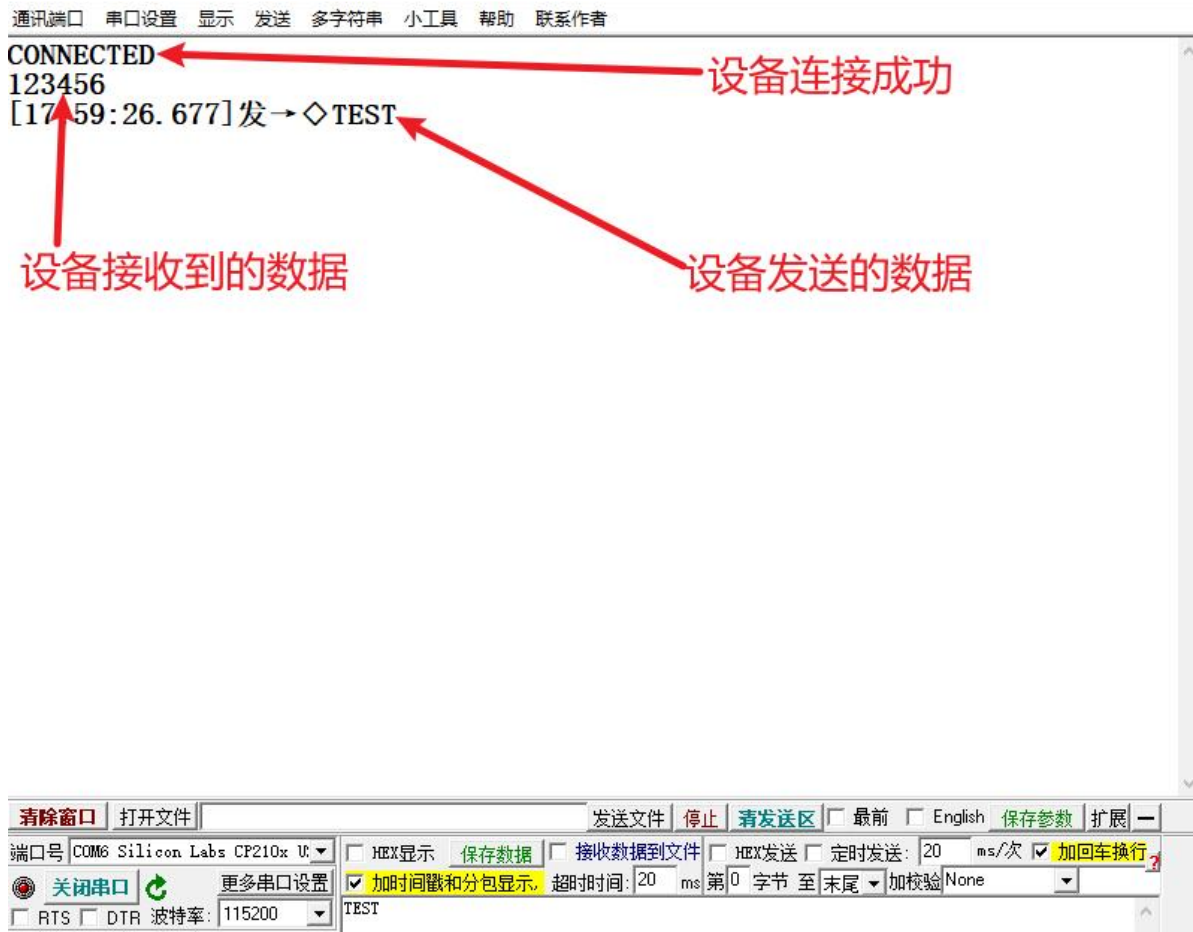 通讯端口 串口设置 显示 发送 多字符串 小工具 帮助 联系作者
CONNECTED
设备连接成功
123456
[17:59:26.677]发→◇TEST
设备接收到的数据
设备发送的数据
清除窗口 打开文件 发送文件 停止 清发送区 最前 English 保存参数 扩展 —
端口号 COM6 Silicon Labs CP210x HEX显示 保存数据 接收数据到文件 HEX发送 定时发送: 20 ms/次 加回车换行 ?
关闭串口 更多串口设置 加时间戳和分包显示, 超时时间: 20 ms 第 0 字节 至 末尾 加校验 None
RTS DTR 波特率: 115200 TEST